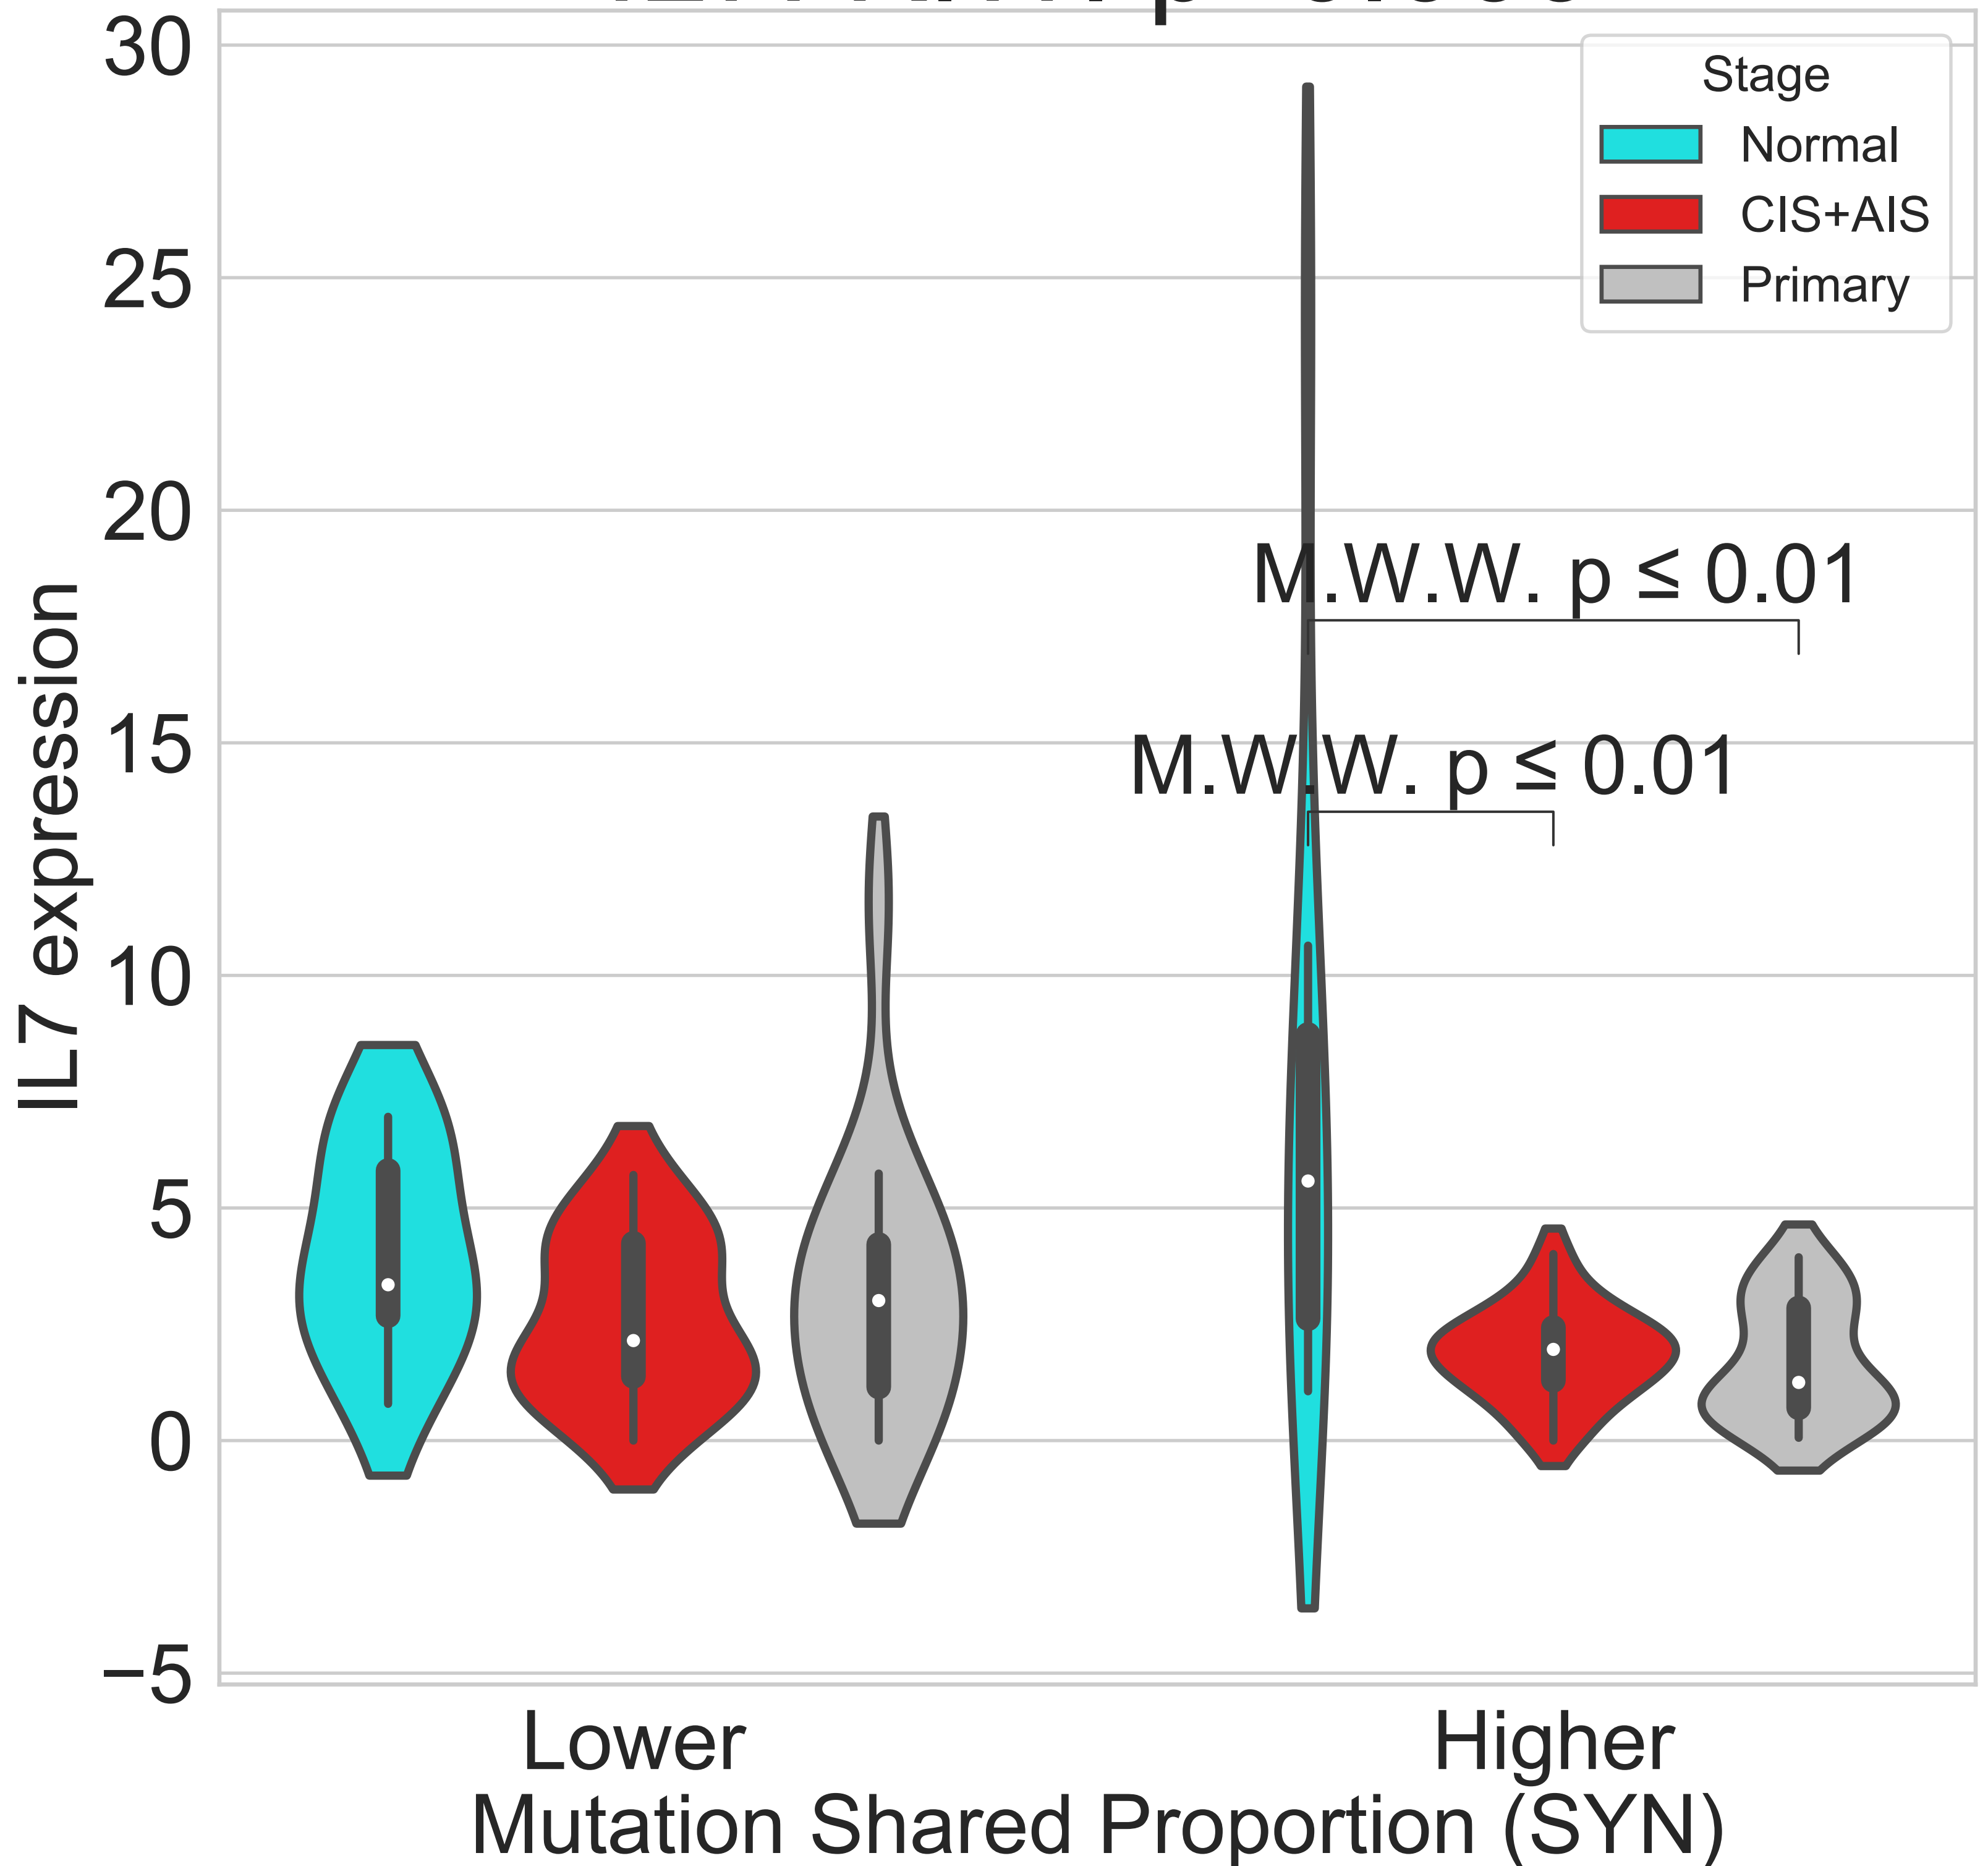 30
25
20
15
10
5
0
−5
IL7 expression
Stage
Normal
CIS+AIS
Primary
M.W.W. p ≤ 0.01
M.W.W. p ≤ 0.01
Lower
Higher
Mutation Shared Proportion (SYN)